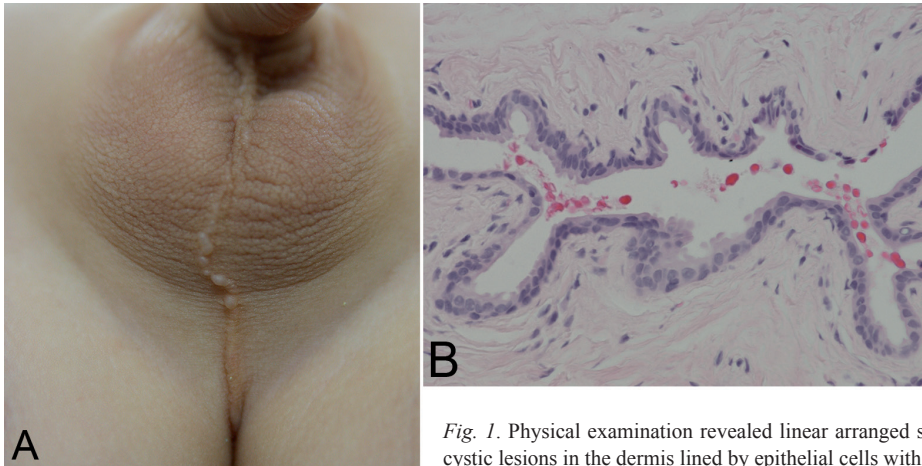 A
B
Fig. 1. Physical examination revealed linear arranged s
cystic lesions in the dermis lined by epithelial cells with